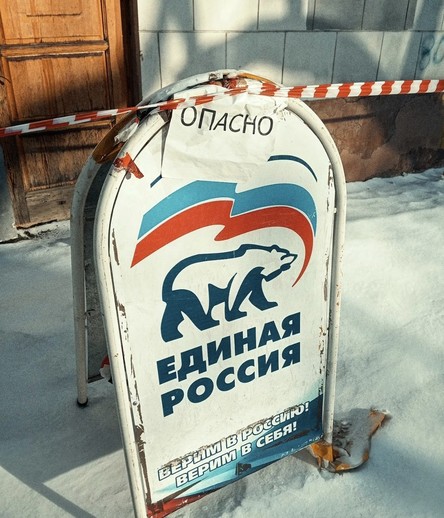 ОПАСНО
ЕДИНАЯ
РОССИЯ
ВЕРИМ В РОССИЮ!
ВЕРИМ В СЕБЯ!